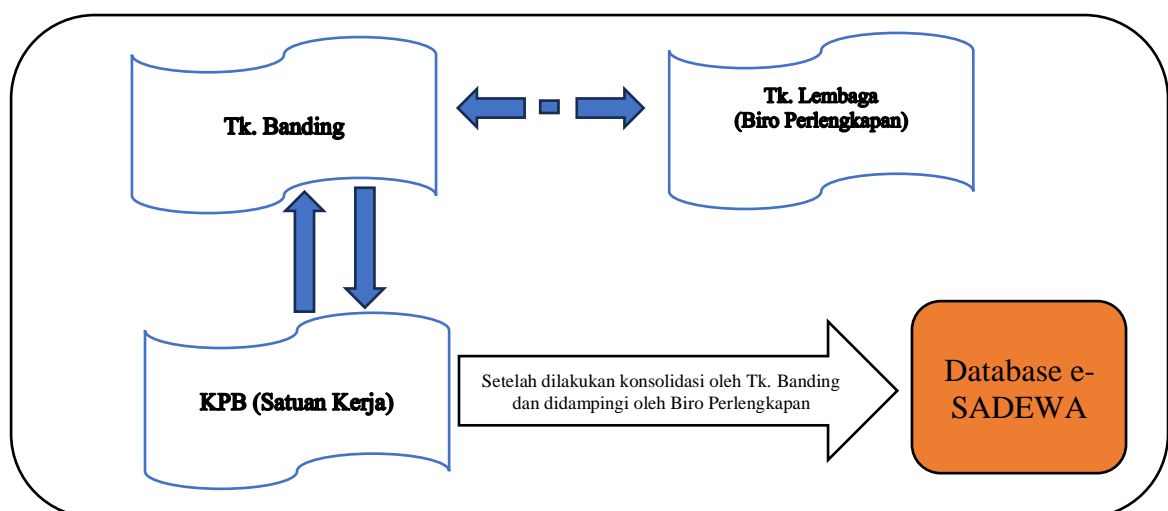 Tk. Banding
Tk. Lembaga
(Biro Perlengkapan)
KPB (Satuan Kerja)
Setelah dilakukan konsolidasi oleh Tk. Banding
dan didampingi oleh Biro Perlengkapan
Database e-
SADEWA